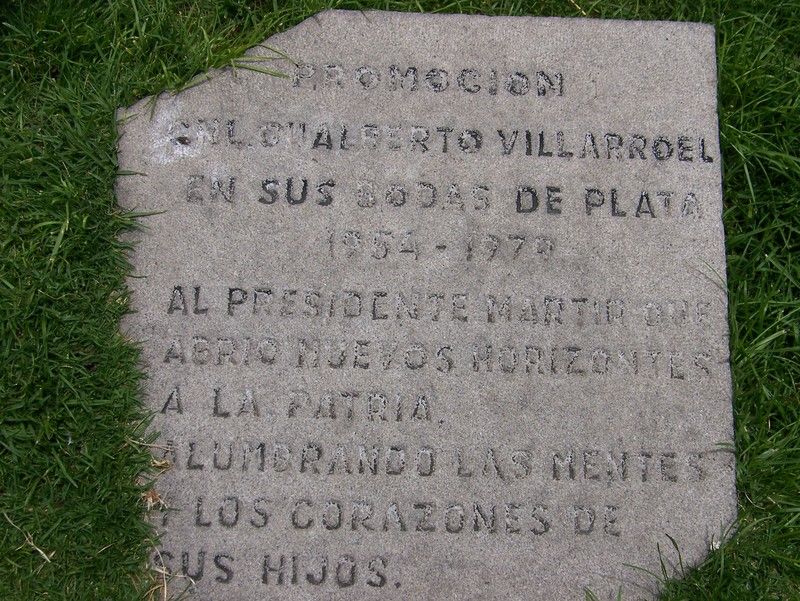 PROMOCION
CNL. GUALBERTO VILLARROEL
EN SUS BODAS DE PLATA
1954 - 1979
AL PRESIDENTE MARTIR QUE
ABRIO NUEVOS HORIZONTES
A LA PATRIA,
ALUMBRANDO LAS MENTES
Y LOS CORAZONES DE
SUS HIJOS.